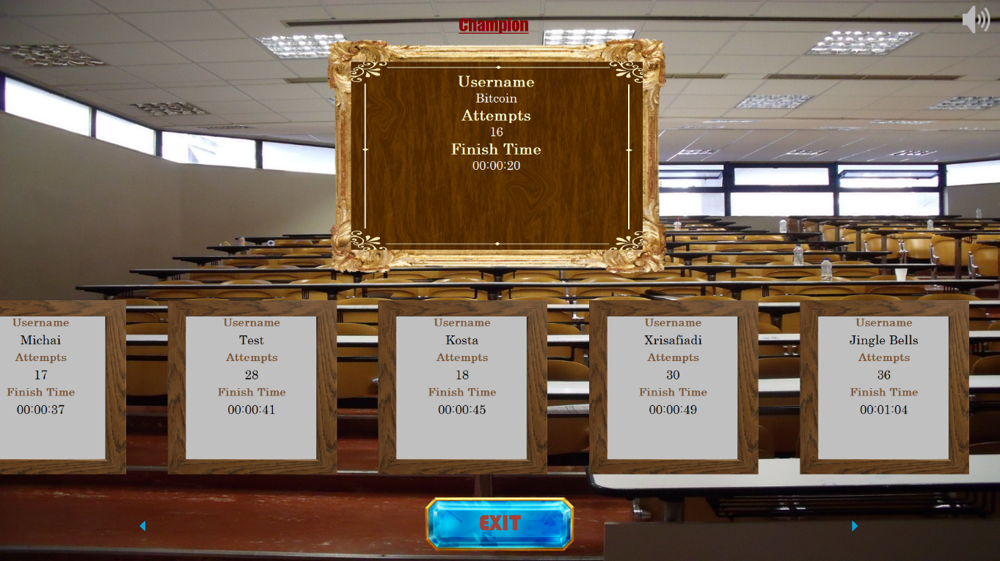 Champion
Username
Bitcoin
Attempts
16
Finish Time
00:00:20
Username
Michai
Attempts
17
Finish Time
00:00:37
Username
Test
Attempts
28
Finish Time
00:00:41
Username
Kosta
Attempts
18
Finish Time
00:00:45
Username
Xrisafiadi
Attempts
30
Finish Time
00:00:49
Username
Jingle Bells
Attempts
36
Finish Time
00:01:04
EXIT